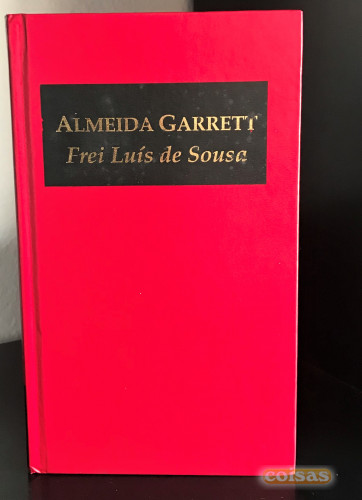 ALMEIDA GARRETT
Frei Luís de Sousa
coisas